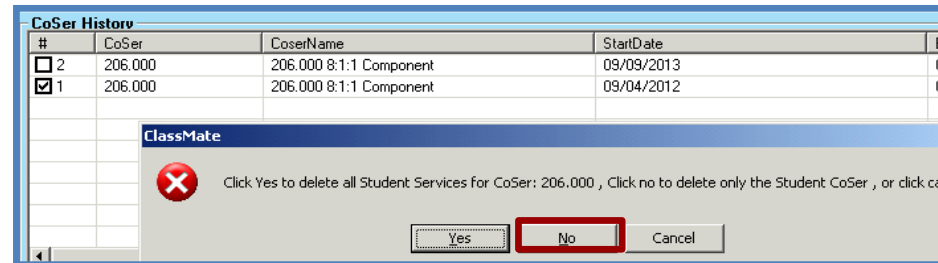 CoSer History
# CoSer CoserName StartDate
2 206.000 206.000 8:1:1 Component 09/09/2013
1 206.000 206.000 8:1:1 Component 09/04/2012
ClassMate
Click Yes to delete all Student Services for CoSer: 206.000 , Click no to delete only the Student CoSer , or click
Yes No Cancel